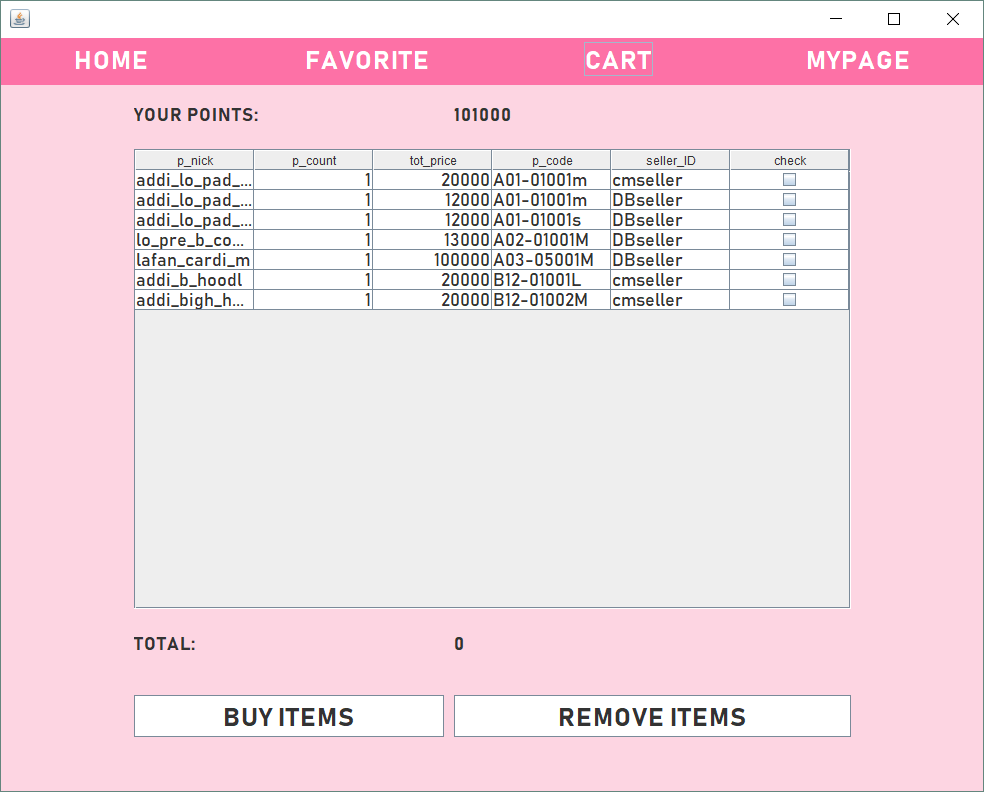 HOME FAVORITE CART MYPAGE
YOUR POINTS: 101000
p_nick p_count tot_price p_code seller_ID check
addi_lo_pad_... 1 20000 A01-01001m cmseller
addi_lo_pad_... 1 12000 A01-01001m DBseller
addi_lo_pad_... 1 12000 A01-01001s DBseller
lo_pre_b_co... 1 13000 A02-01001M DBseller
lafan_cardi_m 1 100000 A03-05001M DBseller
addi_b_hoodl 1 20000 B12-01001L cmseller
addi_bigh_h... 1 20000 B12-01002M cmseller
TOTAL: 0
BUY ITEMS REMOVE ITEMS